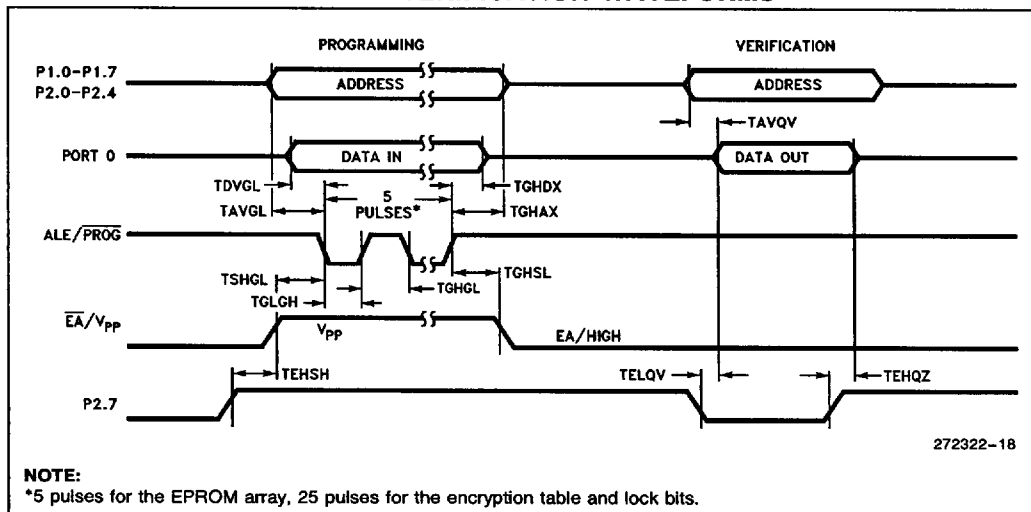 PROGRAMMING
VERIFICATION
P1.0–P1.7
P2.0–P2.4
ADDRESS
ADDRESS
TAVQV
PORT 0
DATA IN
DATA OUT
TDVGL
5
PULSES*
TGHDX
TAVGL
TGHAX
ALE/PROG
TSHGL
TGHSL
TGHGL
TGLGH
EA/VPP
VPP
EA/HIGH
TEHSH
TELQV
TEHQZ
P2.7
272322–18
NOTE:
*5 pulses for the EPROM array, 25 pulses for the encryption table and lock bits.